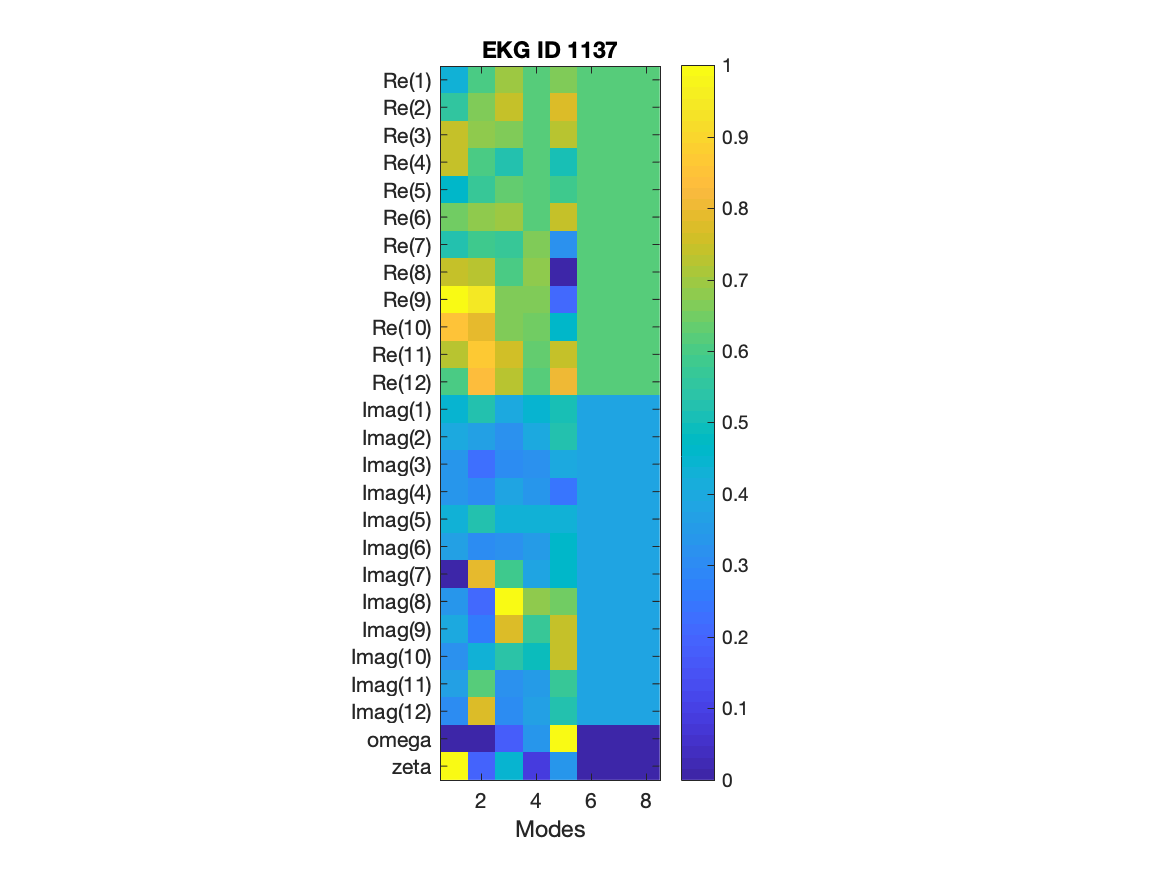 EKG ID 1137
Re(1)
Re(2)
Re(3)
Re(4)
Re(5)
Re(6)
Re(7)
Re(8)
Re(9)
Re(10)
Re(11)
Re(12)
Imag(1)
Imag(2)
Imag(3)
Imag(4)
Imag(5)
Imag(6)
Imag(7)
Imag(8)
Imag(9)
Imag(10)
Imag(11)
Imag(12)
omega
zeta
2 4 6 8
Modes
1
0.9
0.8
0.7
0.6
0.5
0.4
0.3
0.2
0.1
0